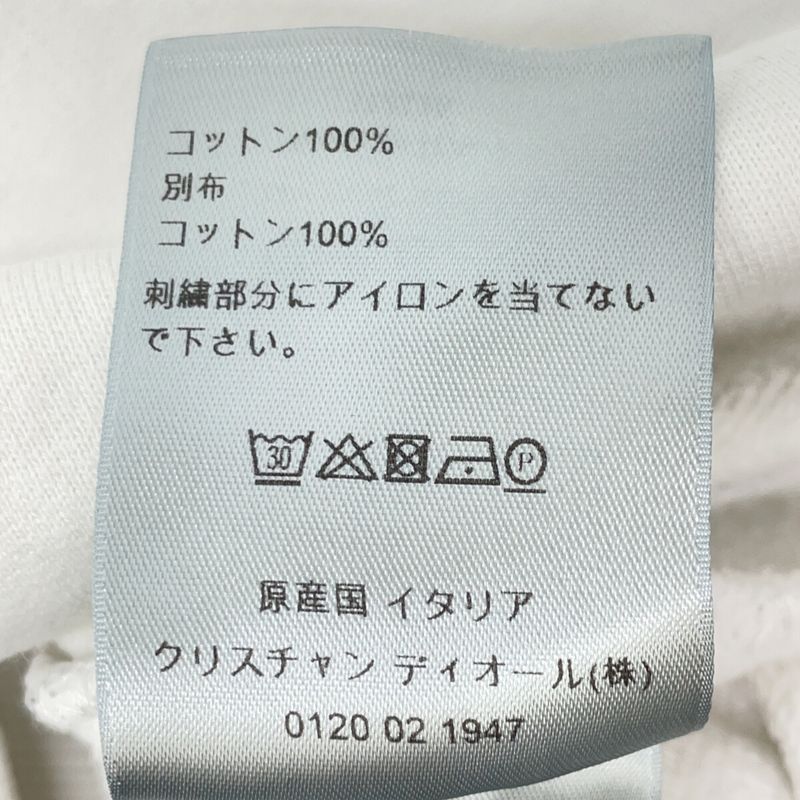 コットン100%
別布
コットン100%
刺繍部分にアイロンを当てない
で下さい。
30 P
原産国 イタリア
クリスチャン ディオール(株)
0120 02 1947